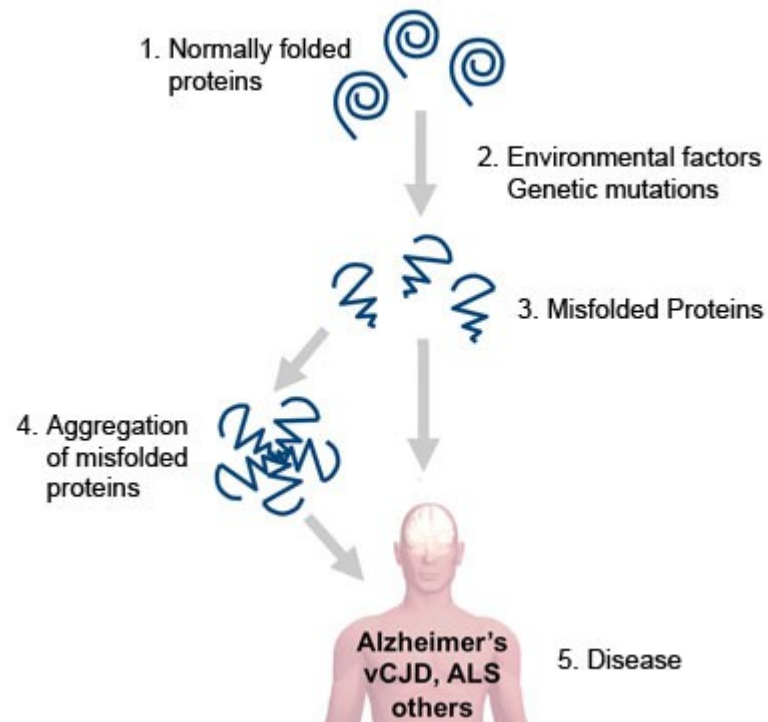 1. Normally folded
proteins
2. Environmental factors
Genetic mutations
3. Misfolded Proteins
4. Aggregation
of misfolded
proteins
Alzheimer's
vCJD, ALS
others
5. Disease